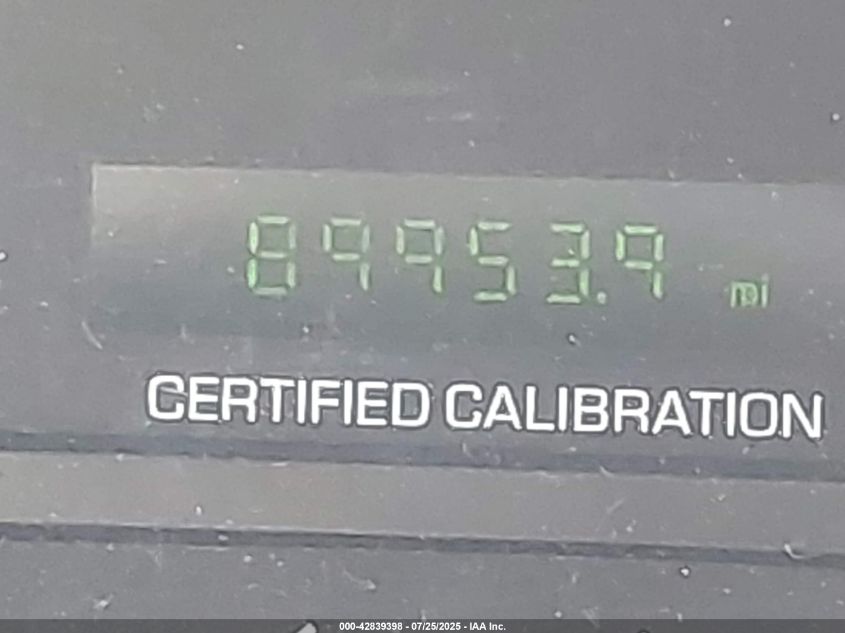 89953.9 mi
CERTIFIED CALIBRATION
000-42839398 - 07/25/2025 - IAA Inc.